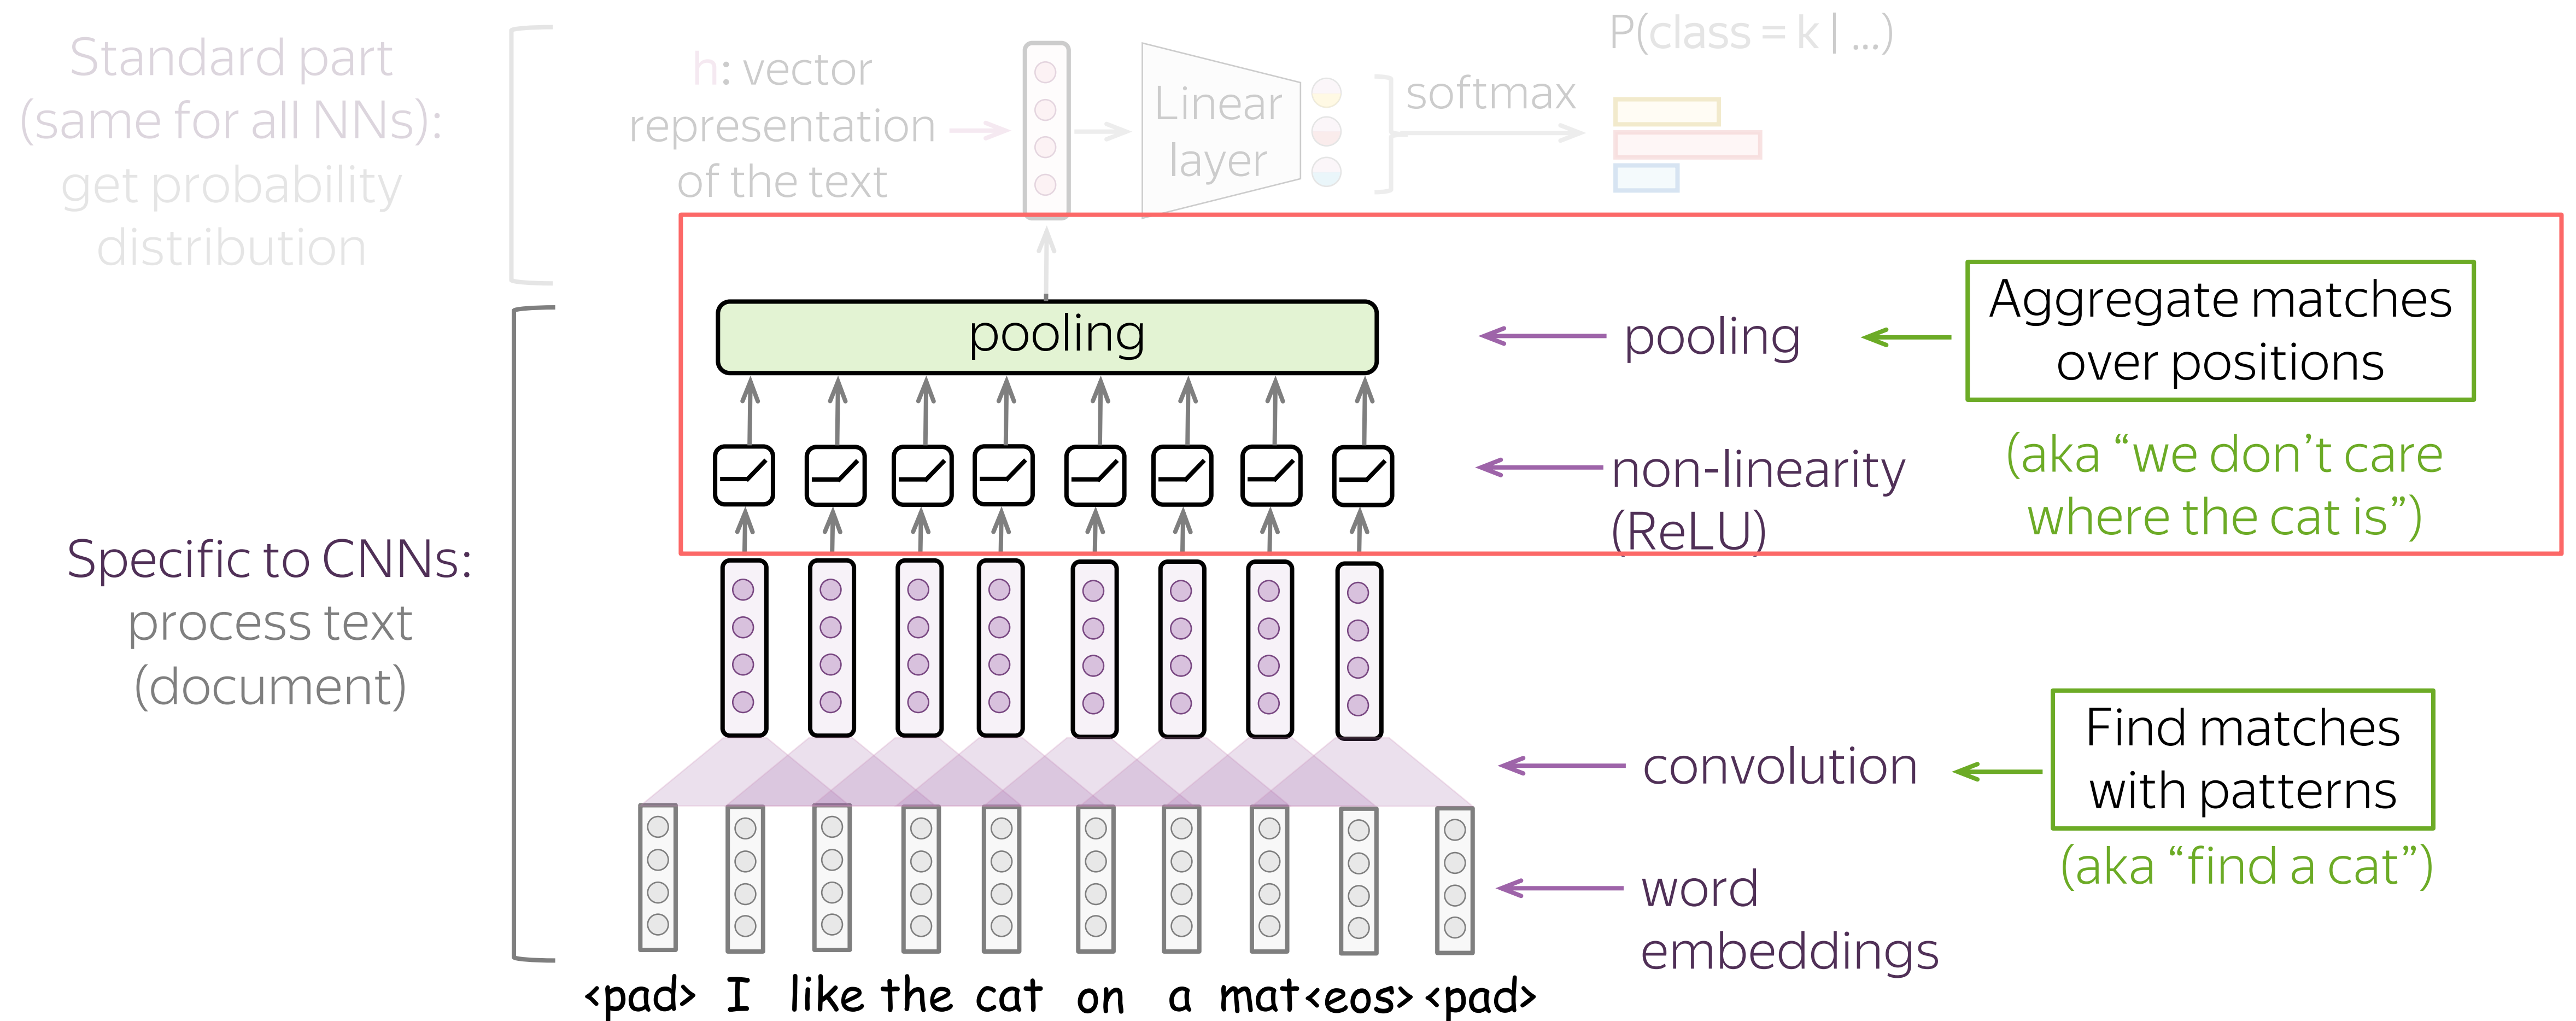 Standard part
(same for all NNs):
get probability
distribution
h: vector
representation
of the text
Linear
layer
softmax
P(class = k | ...)
pooling
pooling
Aggregate matches
over positions
(aka “we don’t care
where the cat is”)
non-linearity
(ReLU)
Specific to CNNs:
process text
(document)
convolution
Find matches
with patterns
(aka “find a cat”)
word
embeddings
<pad> I like the cat on a mat <eos> <pad>